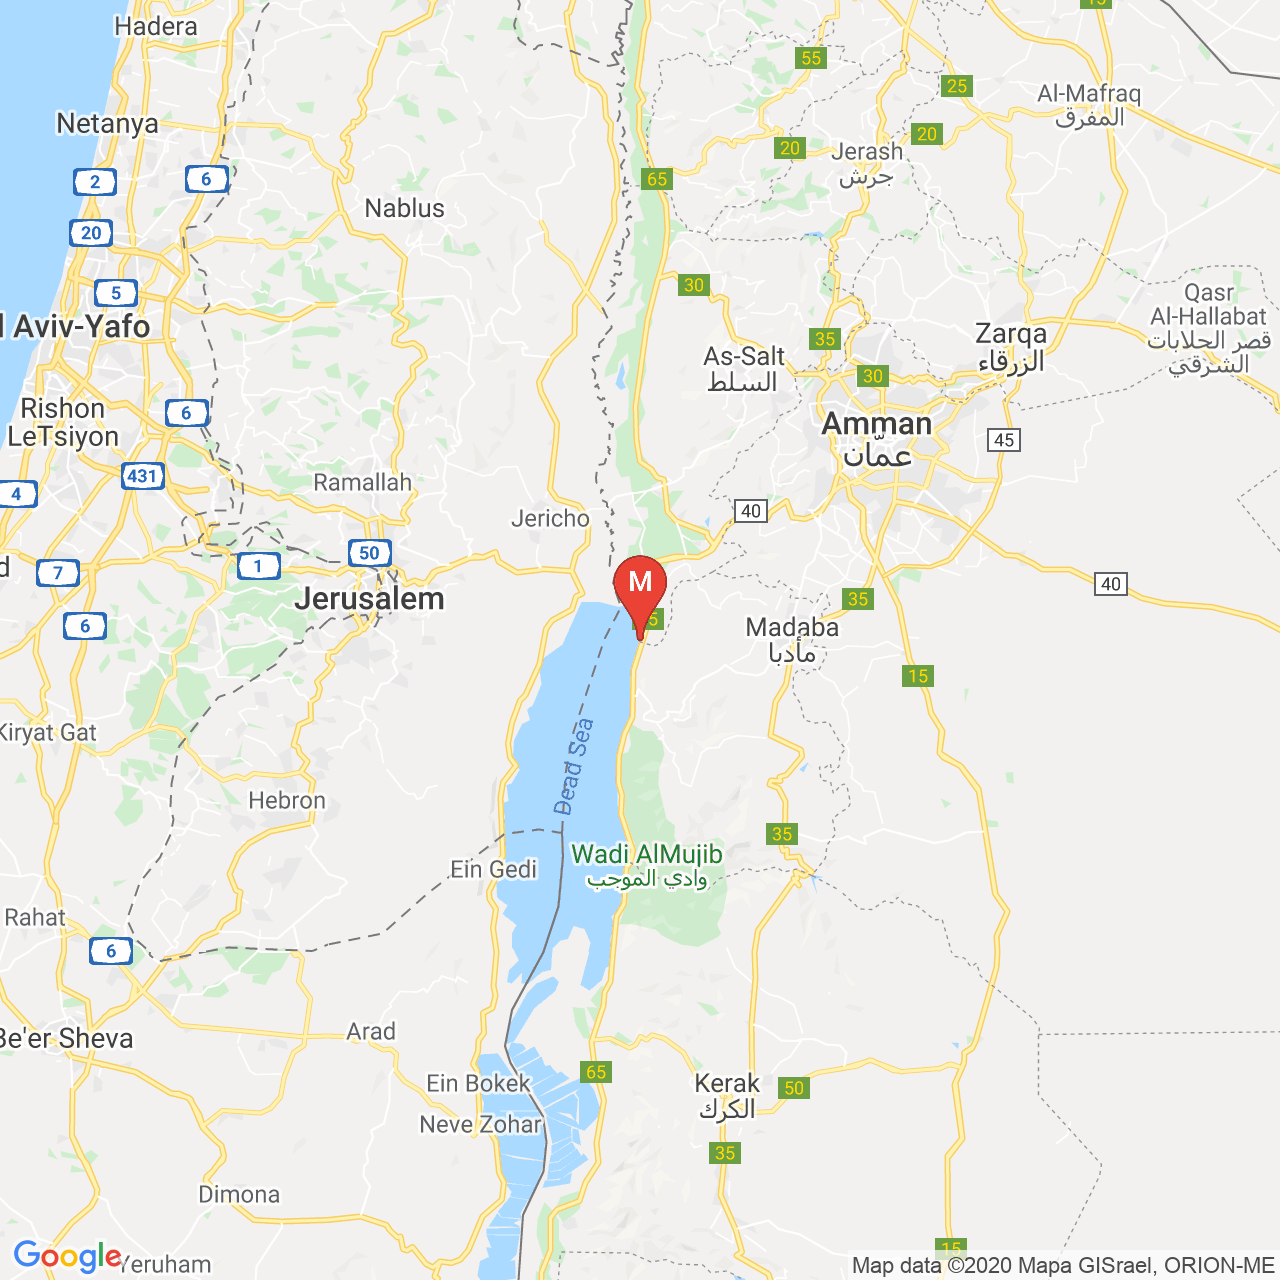 Hadera
55
15
25
Al-Mafraq
المفرق
Netanya
20
20
Jerash
جرش
2
6
65
Nablus
20
5
30
Qasr
Al-Hallabat
قصر الحلابات
الشرقي
Aviv-Yafo
35
Zarqa
الزرقاء
As-Salt
السلط
30
Rishon
LeTsiyon
6
Amman
عمّان
45
431
Ramallah
4
Jericho
40
50
1
7
M
40
Jerusalem
35
6
5
Madaba
مأدبا
15
Kiryat Gat
Dead Sea
Hebron
35
Wadi AlMujib
وادي الموجب
Ein Gedi
Rahat
6
Arad
Be'er Sheva
65
Ein Bokek
Kerak
الكرك
50
Neve Zohar
35
Dimona
15
Google
Yeruham
Map data ©2020 Mapa GISrael, ORION-ME